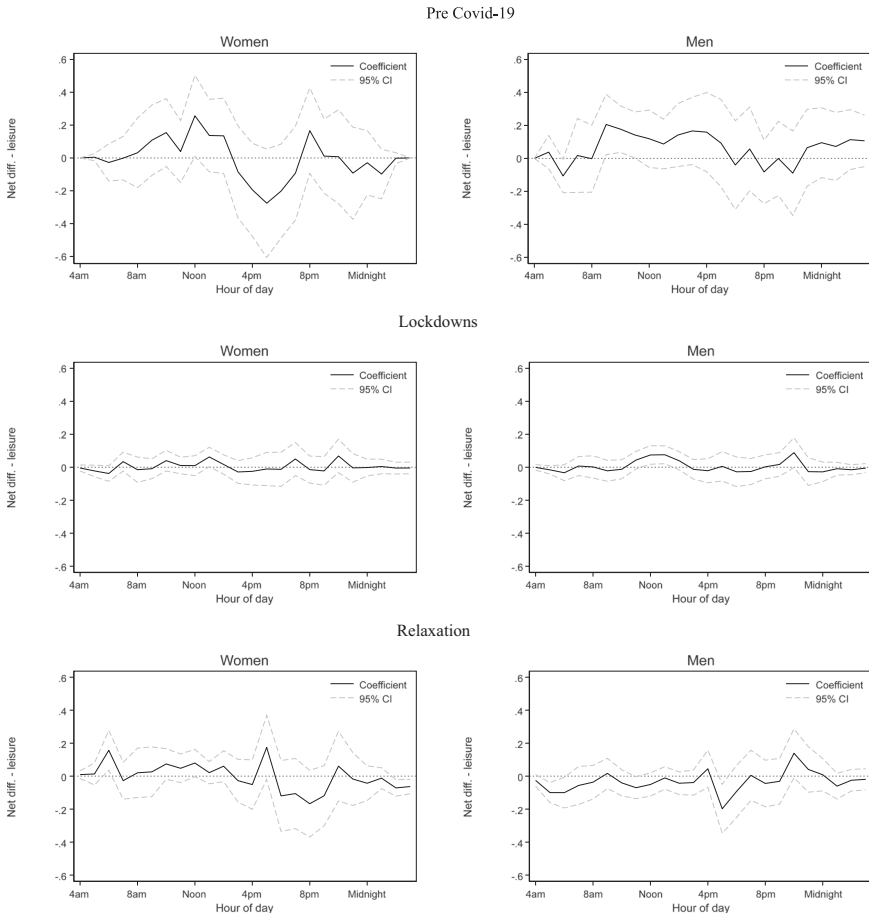 Pre Covid-19
Women
Net diff. - leisure
.6
.4
.2
0
-.2
-.4
-.6
4am 8am Noon 4pm 8pm Midnight
Hour of day
Coefficient
95% CI
Men
Net diff. - leisure
.6
.4
.2
0
-.2
-.4
-.6
4am 8am Noon 4pm 8pm Midnight
Hour of day
Coefficient
95% CI
Lockdowns
Women
Net diff. - leisure
.6
.4
.2
0
-.2
-.4
-.6
4am 8am Noon 4pm 8pm Midnight
Hour of day
Coefficient
95% CI
Men
Net diff. - leisure
.6
.4
.2
0
-.2
-.4
-.6
4am 8am Noon 4pm 8pm Midnight
Hour of day
Coefficient
95% CI
Relaxation
Women
Net diff. - leisure
.6
.4
.2
0
-.2
-.4
-.6
4am 8am Noon 4pm 8pm Midnight
Hour of day
Coefficient
95% CI
Men
Net diff. - leisure
.6
.4
.2
0
-.2
-.4
-.6
4am 8am Noon 4pm 8pm Midnight
Hour of day
Coefficient
95% CI